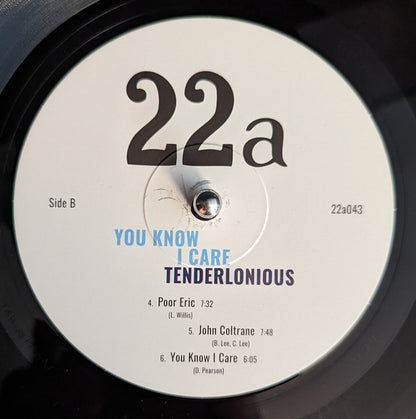 22a
Side B
22a043
YOU KNOW
I CARE
TENDERLONIOUS
4. Poor Eric 7:32
(L. Willis)
5. John Coltrane 7:48
(B. Lee, C. Lee)
6. You Know I Care 6:05
(D. Pearson)